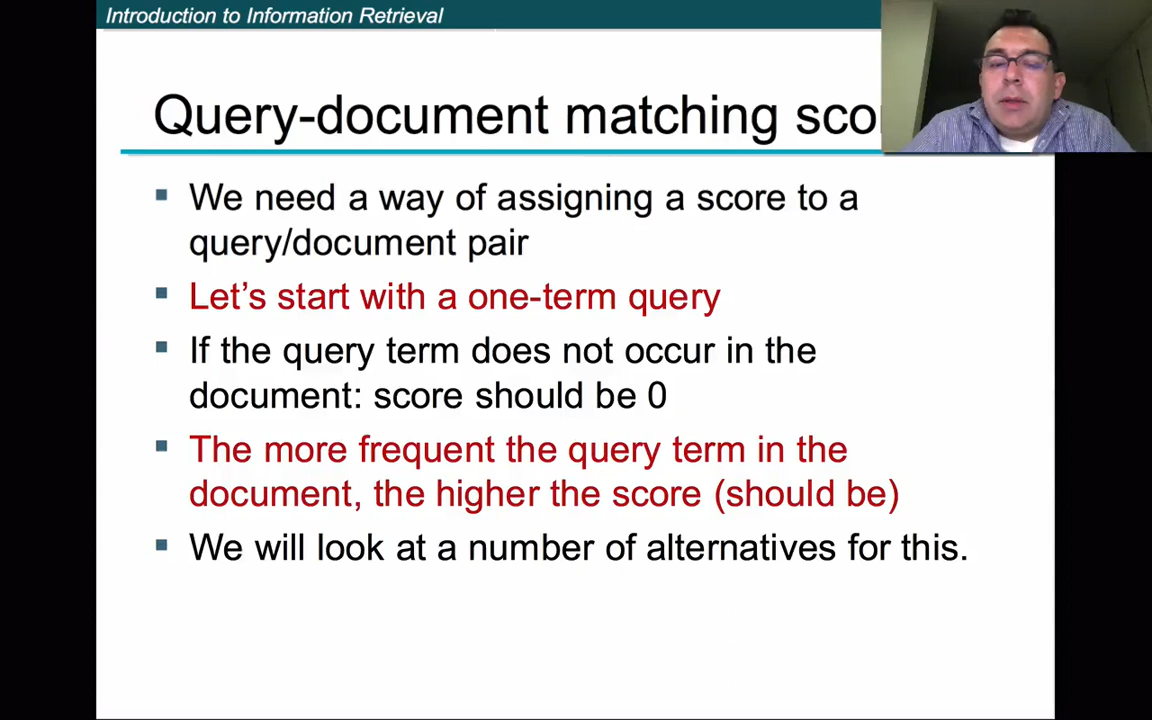 Introduction to Information Retrieval
Query-document matching
▪ We need a way of assigning a score to a
query/document pair
▪ Let’s start with a one-term query
▪ If the query term does not occur in the
document: score should be 0
▪ The more frequent the query term in the
document, the higher the score (should be)
▪ We will look at a number of alternatives for this.